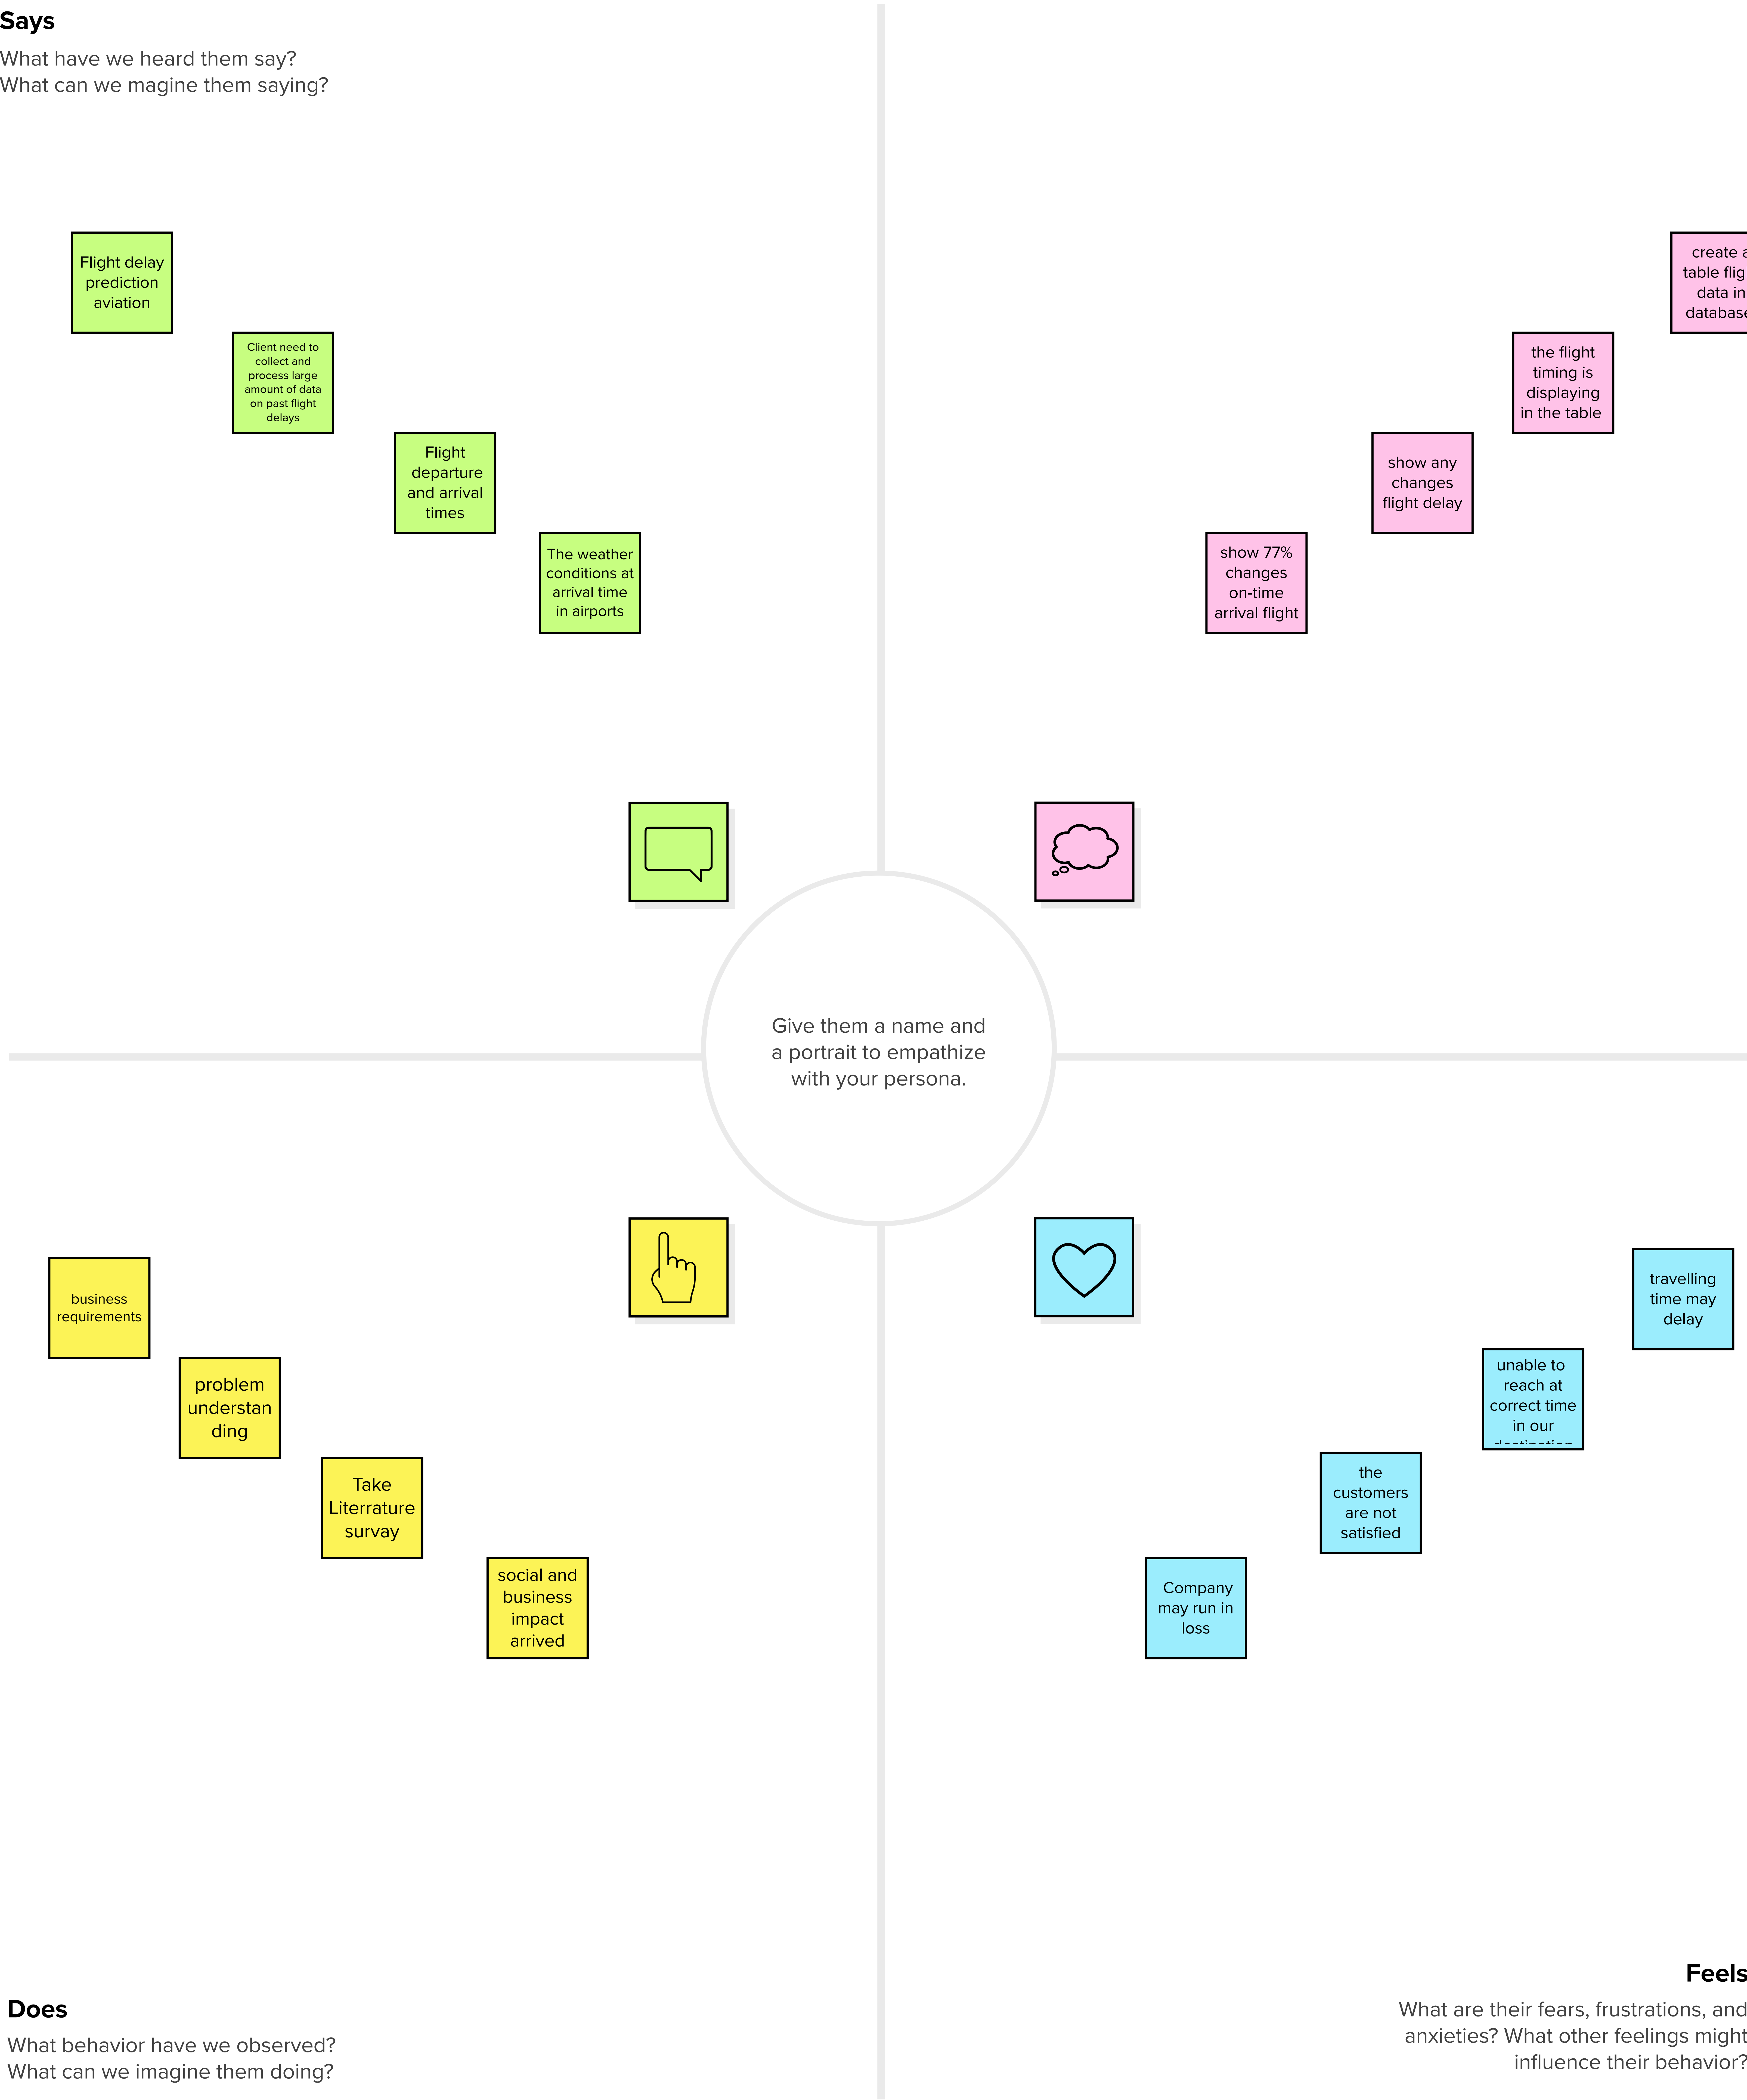 Says
What have we heard them say?
What can we magine them saying?
Flight delay
prediction
aviation
Client need to
collect and
process large
amount of data
on past flight
delays
Flight
departure
and arrival
times
The weather
conditions at
arrival time
in airports
create a
table flig
data in
database
the flight
timing is
displaying
in the table
show any
changes
flight delay
show 77%
changes
on-time
arrival flight
Give them a name and
a portrait to empathize
with your persona.
business
requirements
problem
understan
ding
Take
Literrature
survay
social and
business
impact
arrived
travelling
time may
delay
unable to
reach at
correct time
in our
the
customers
are not
satisfied
Company
may run in
loss
Does
What behavior have we observed?
What can we imagine them doing?
Feels
What are their fears, frustrations, and
anxieties? What other feelings might
influence their behavior?